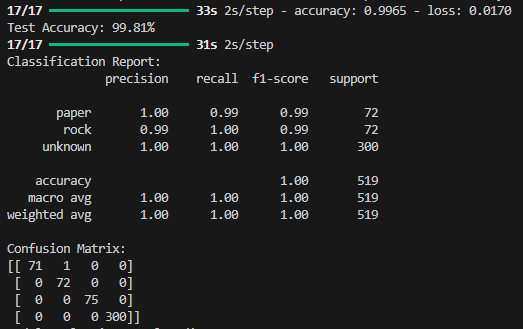 17/17 ━━━━━━━━━━━━━━━━━━━━ 33s 2s/step - accuracy: 0.9965 - loss: 0.0170
Test Accuracy: 99.81%
17/17 ━━━━━━━━━━━━━━━━━━━━ 31s 2s/step
Classification Report:
precision recall f1-score support
paper 1.00 0.99 0.99 72
rock 0.99 1.00 0.99 72
unknown 1.00 1.00 1.00 300
accuracy 1.00 519
macro avg 1.00 1.00 1.00 519
weighted avg 1.00 1.00 1.00 519
Confusion Matrix:
[[ 71 1 0 0]
[ 0 72 0 0]
[ 0 0 75 0]
[ 0 0 0 300]]